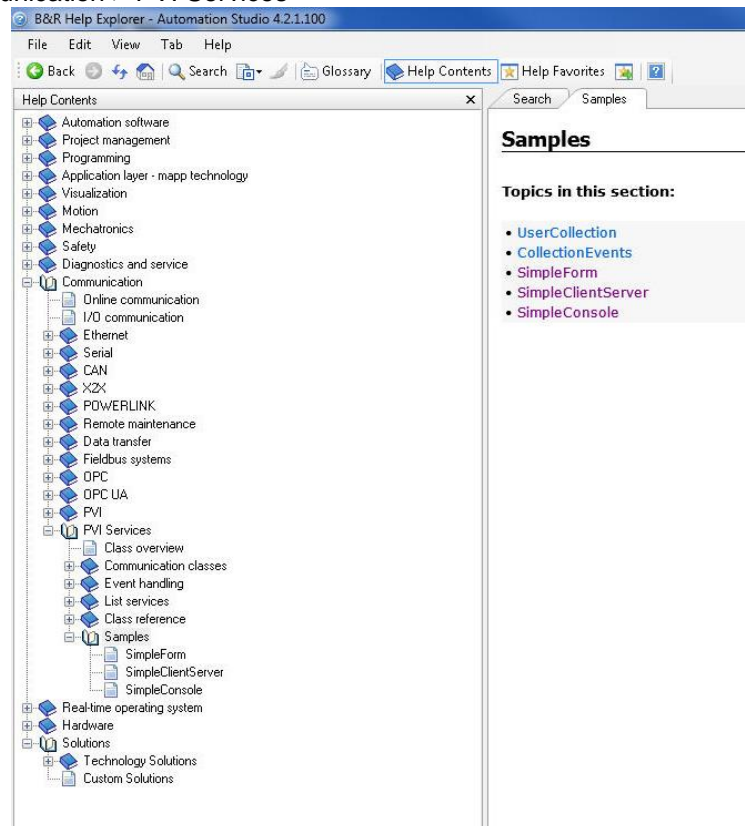 B&R Help Explorer - Automation Studio 4.2.1.100
File Edit View Tab Help
Back Search Glossary Help Contents Help Favorites
Help Contents
Search Samples
Automation software
Project management
Programming
Application layer - mapp technology
Visualization
Motion
Mechatronics
Safety
Diagnostics and service
Communication
Online communication
I/O communication
Ethernet
Serial
CAN
X2X
POWERLINK
Remote maintenance
Data transfer
Fieldbus systems
OPC
OPC UA
PVI
PVI Services
Class overview
Communication classes
Event handling
List services
Class reference
Samples
SimpleForm
SimpleClientServer
SimpleConsole
Real-time operating system
Hardware
Solutions
Technology Solutions
Custom Solutions
Samples
Topics in this section:
• UserCollection
• CollectionEvents
• SimpleForm
• SimpleClientServer
• SimpleConsole